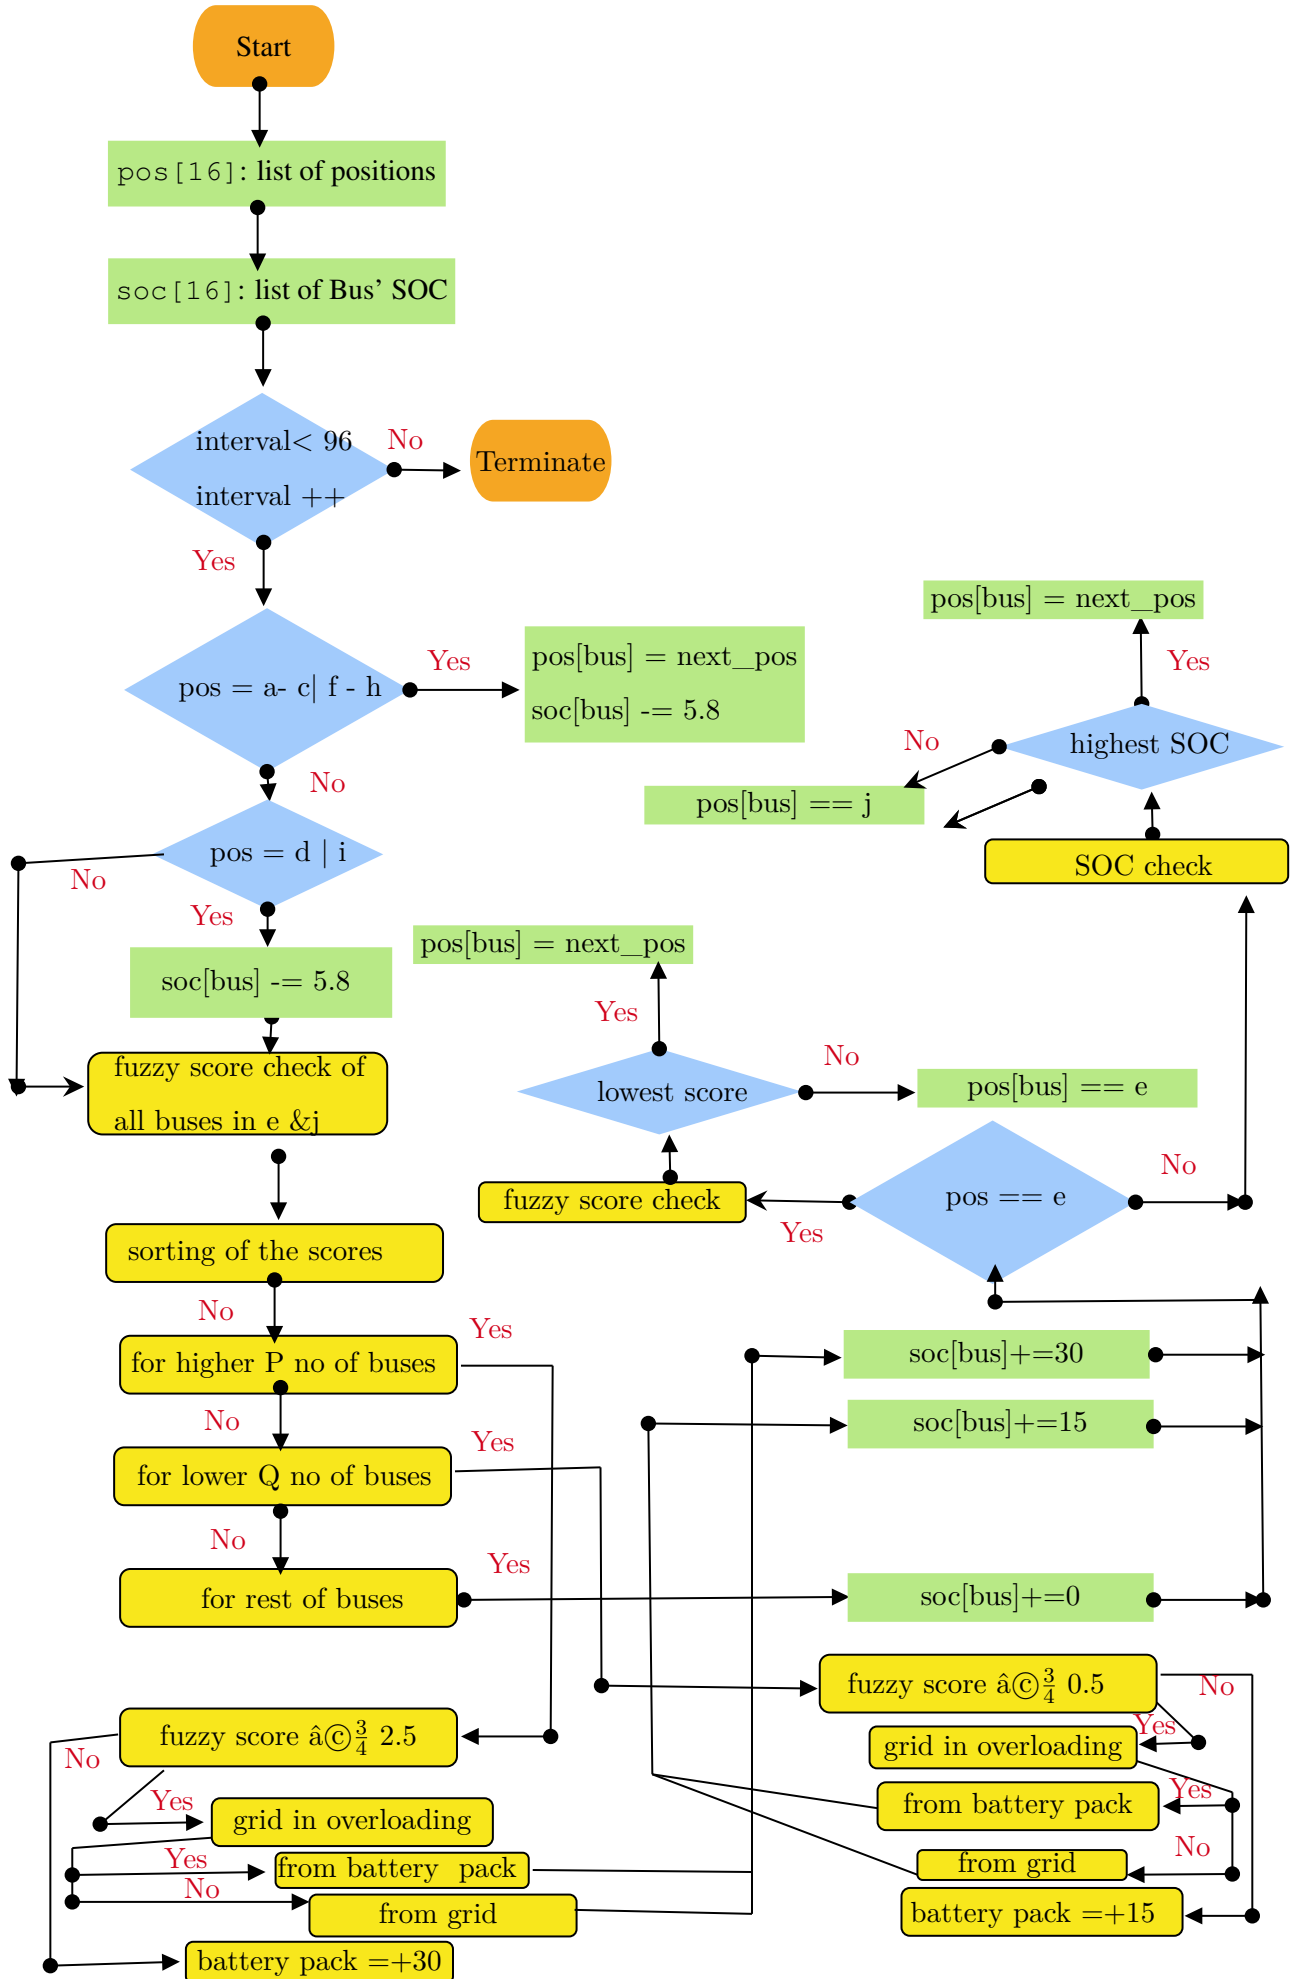 Start
pos[16]: list of positions
soc[16]: list of Bus’ SOC
interval< 96
interval ++
No
Terminate
Yes
pos = a- c| f - h
Yes
pos[bus] = next_pos
soc[bus] -= 5.8
No
pos = d | i
No
Yes
soc[bus] -= 5.8
fuzzy score check of
all buses in e &j
sorting of the scores
No
for higher P no of buses
Yes
No
for lower Q no of buses
Yes
No
for rest of buses
Yes
pos[bus] = next_pos
Yes
highest SOC
No
pos[bus] == j
SOC check
pos[bus] = next_pos
Yes
lowest score
No
pos[bus] == e
fuzzy score check
Yes
pos == e
No
soc[bus]+=30
soc[bus]+=15
soc[bus]+=0
fuzzy score âⓒ¾ 2.5
No
Yes
grid in overloading
Yes
from battery pack
No
from grid
battery pack =+30
fuzzy score âⓒ¾ 0.5
No
Yes
grid in overloading
Yes
from battery pack
No
from grid
battery pack =+15